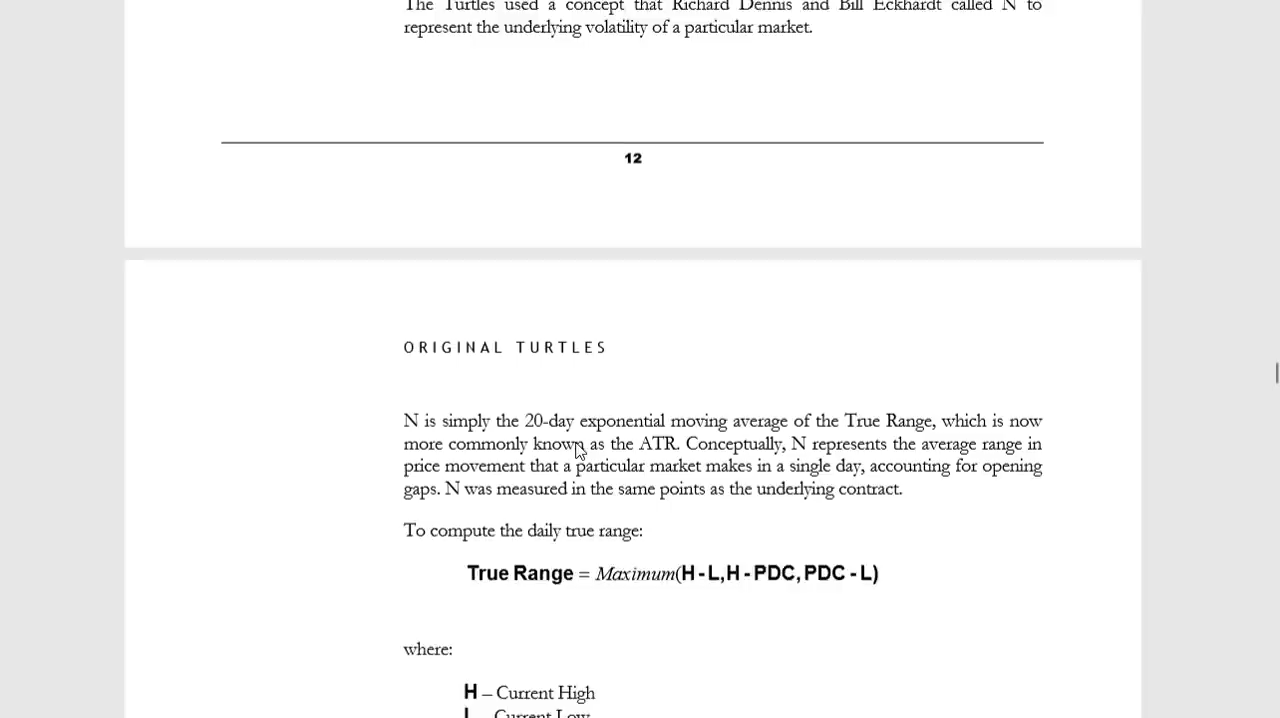 The Turtles used a concept that Richard Dennis and Bill Eckhardt called N to
represent the underlying volatility of a particular market.
12
ORIGINAL TURTLES
N is simply the 20-day exponential moving average of the True Range, which is now
more commonly known as the ATR. Conceptually, N represents the average range in
price movement that a particular market makes in a single day, accounting for opening
gaps. N was measured in the same points as the underlying contract.
To compute the daily true range:
True Range = Maximum(H - L, H - PDC, PDC - L)
where:
H – Current High
L – Current Low